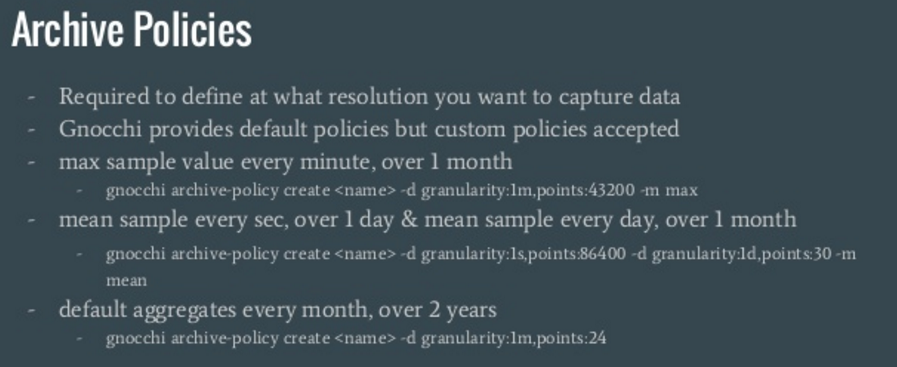 Archive Policies
- Required to define at what resolution you want to capture data
- Gnocchi provides default policies but custom policies accepted
- max sample value every minute, over 1 month
- gnocchi archive-policy create <name> -d granularity:1m,points:43200 -m max
- mean sample every sec, over 1 day & mean sample every day, over 1 month
- gnocchi archive-policy create <name> -d granularity:1s,points:86400 -d granularity:1d,points:30 -m
mean
- default aggregates every month, over 2 years
- gnocchi archive-policy create <name> -d granularity:1m,points:24